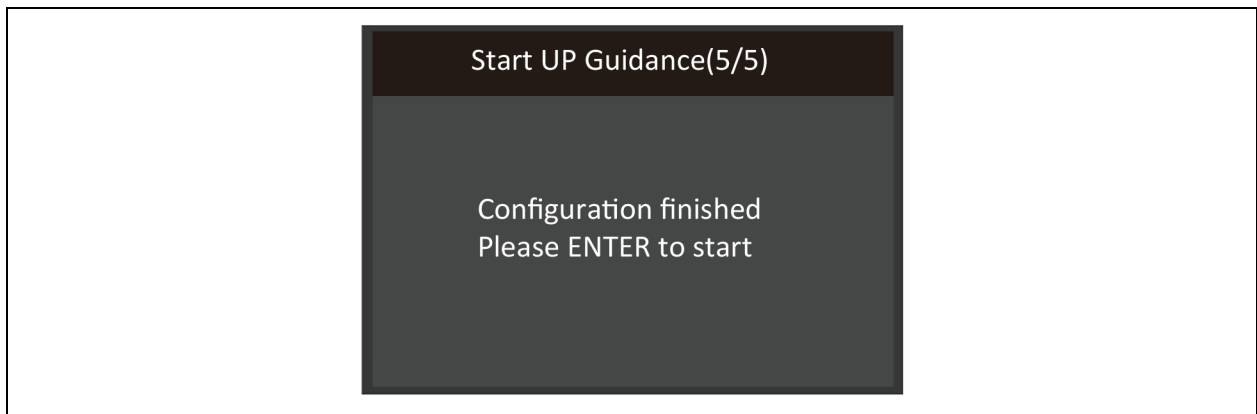 Start UP Guidance(5/5)
Configuration finished
Please ENTER to start